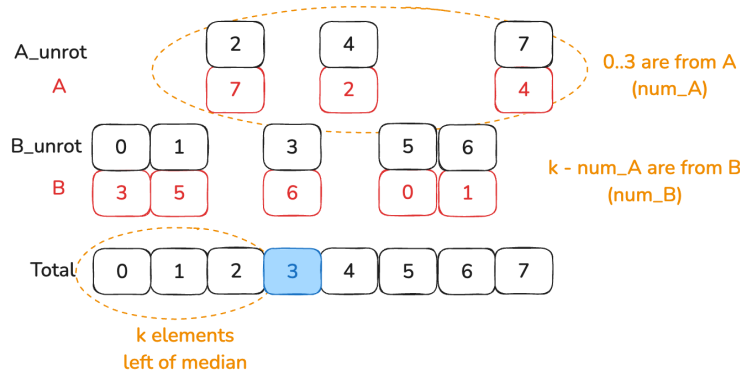 A_unrot 2 4 7
0..3 are from A
A 7 2 4
(num_A)
B_unrot 0 1 3 5 6
k - num_A are from B
B 3 5 6 0 1
(num_B)
Total 0 1 2 3 4 5 6 7
k elements
left of median